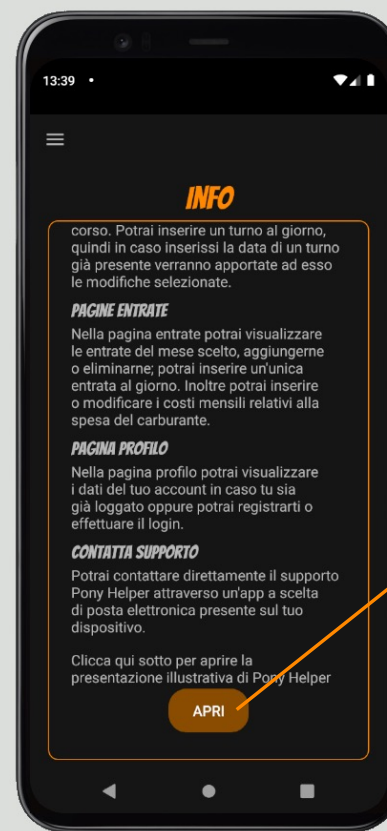 13:39
INFO
corso. Potrai inserire un turno al giorno,
quindi in caso inserissi la data di un turno
già presente verranno apportate ad esso
le modifiche selezionate.
PAGINE ENTRATE
Nella pagina entrate potrai visualizzare
le entrate del mese scelto, aggiungerne
o eliminarne; potrai inserire un'unica
entrata al giorno. Inoltre potrai inserire
o modificare i costi mensili relativi alla
spesa del carburante.
PAGINA PROFILO
Nella pagina profilo potrai visualizzare
i dati del tuo account in caso tu sia
già loggato oppure potrai registrarti o
effettuare il login.
CONTATTA SUPPORTO
Potrai contattare direttamente il supporto
Pony Helper attraverso un'app a scelta
di posta elettronica presente sul tuo
dispositivo.
Clicca qui sotto per aprire la
presentazione illustrativa di Pony Helper
APRI